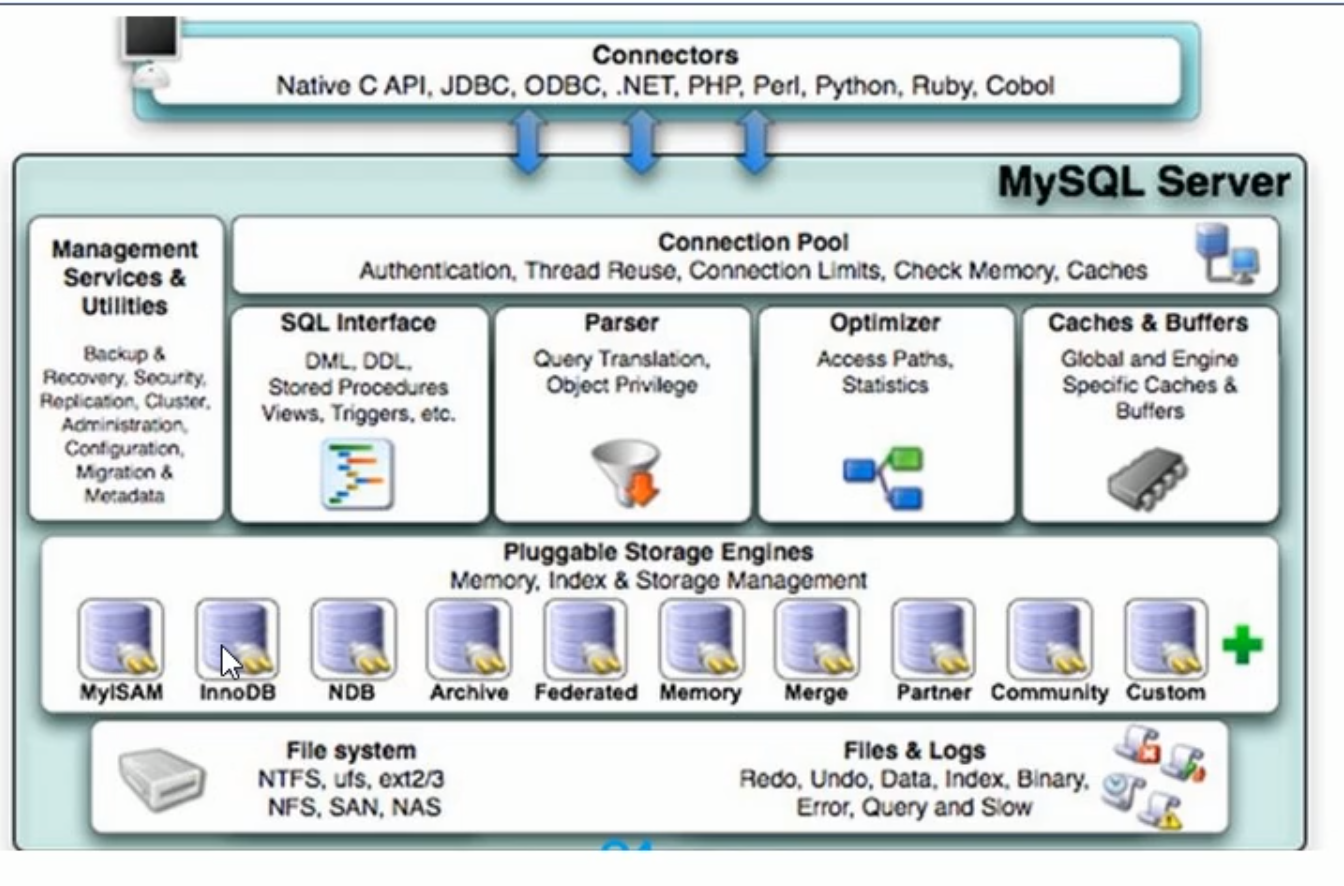 Connectors
Native C API, JDBC, ODBC, .NET, PHP, Perl, Python, Ruby, Cobol
MySQL Server
Management
Services &
Utilities
Backup &
Recovery, Security,
Replication, Cluster,
Administration,
Configuration,
Migration &
Metadata
Connection Pool
Authentication, Thread Reuse, Connection Limits, Check Memory, Caches
SQL Interface
DML, DDL,
Stored Procedures
Views, Triggers, etc.
Parser
Query Translation,
Object Privilege
Optimizer
Access Paths,
Statistics
Caches & Buffers
Global and Engine
Specific Caches &
Buffers
Pluggable Storage Engines
Memory, Index & Storage Management
MyISAM InnoDB NDB Archive Federated Memory Merge Partner Community Custom
File system
NTFS, ufs, ext2/3
NFS, SAN, NAS
Files & Logs
Redo, Undo, Data, Index, Binary,
Error, Query and Slow